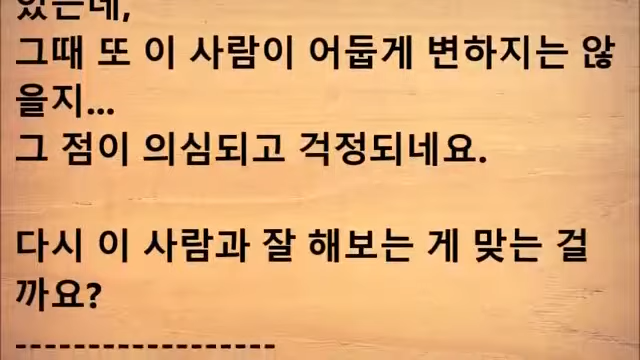 있는데,
그때 또 이 사람이 어둡게 변하지는 않
을지...
그 점이 의심되고 걱정되네요.
다시 이 사람과 잘 해보는 게 맞는 걸
까요?
------------------